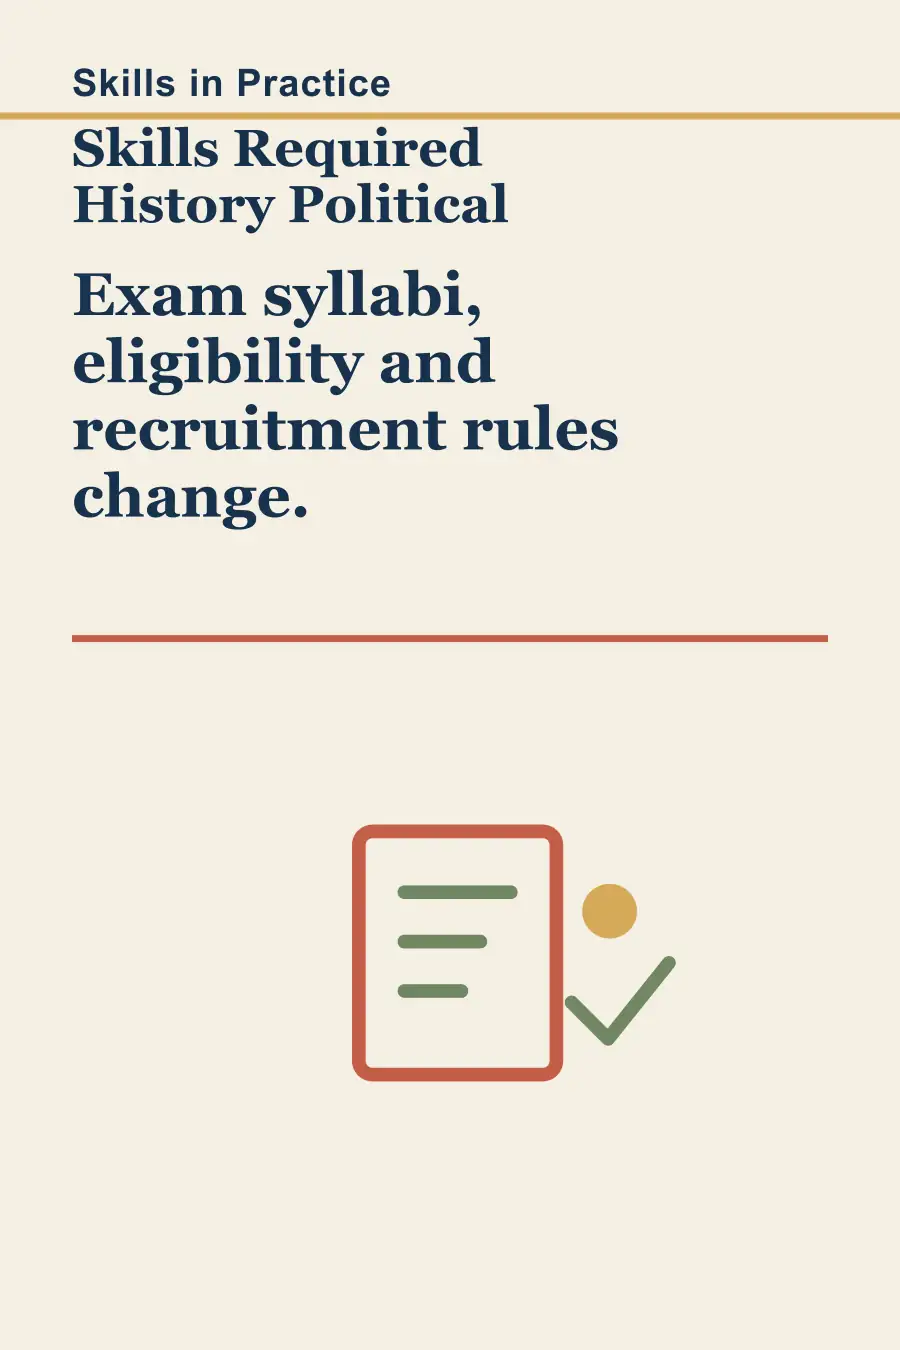 Skills in Practice
Skills Required
History Political
Exam syllabi,
eligibility and
recruitment rules
change.